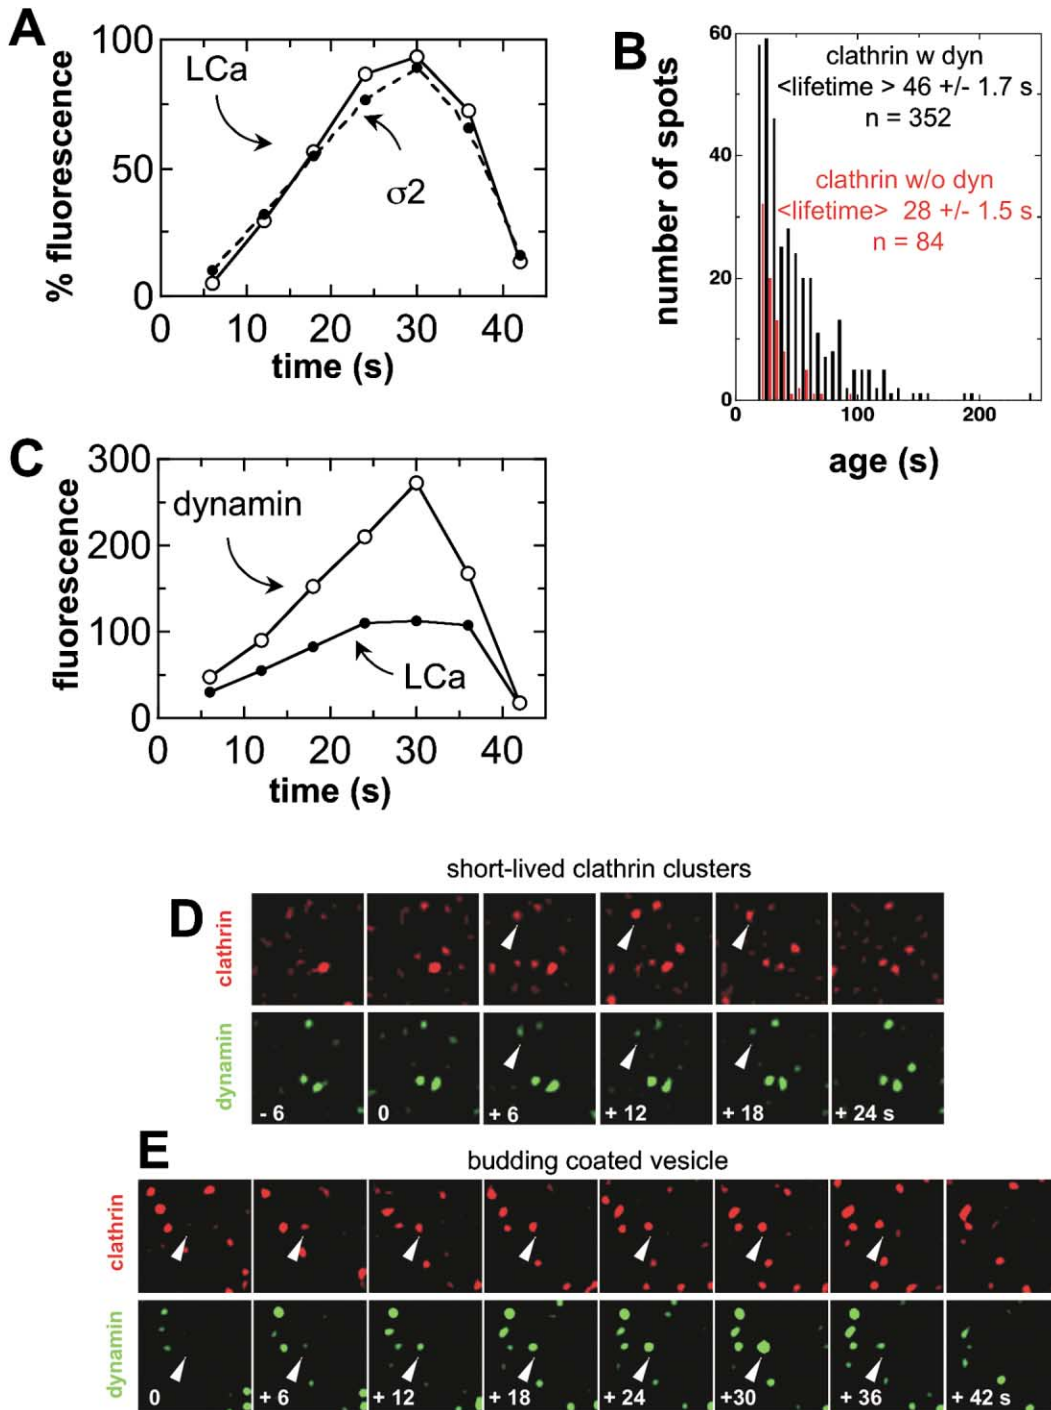 A
100
50
0
% fluorescence
LCa
σ2
0 10 20 30 40
time (s)
B
60
40
20
0
number of spots
clathrin w dyn
<lifetime > 46 +/- 1.7 s
n = 352
clathrin w/o dyn
<lifetime> 28 +/- 1.5 s
n = 84
0 100 200
age (s)
C
300
200
100
0
fluorescence
dynamin
LCa
0 10 20 30 40
time (s)
short-lived clathrin clusters
D
clathrin
dynamin
- 6 0 + 6 + 12 + 18 + 24 s
E
budding coated vesicle
clathrin
dynamin
0 + 6 + 12 + 18 + 24 +30 + 36 + 42 s